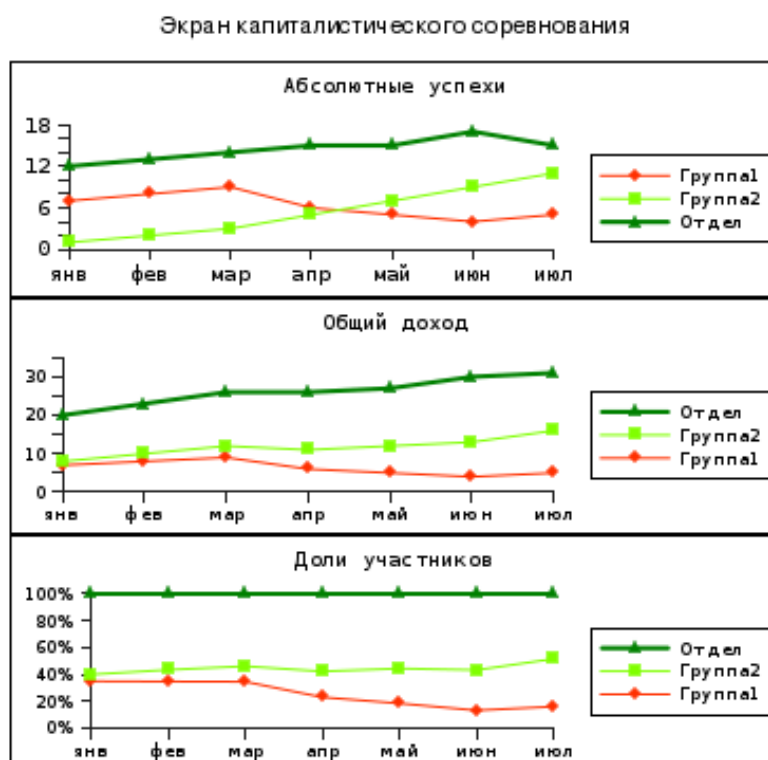 Экран капиталистического соревнования
Абсолютные успехи
18
12
6
0
янв фев мар апр май июн июл
Группа1
Группа2
Отдел
Общий доход
30
20
10
0
янв фев мар апр май июн июл
Отдел
Группа2
Группа1
Доли участников
100%
80%
60%
40%
20%
0%
янв фев мар апр май июн июл
Отдел
Группа2
Группа1